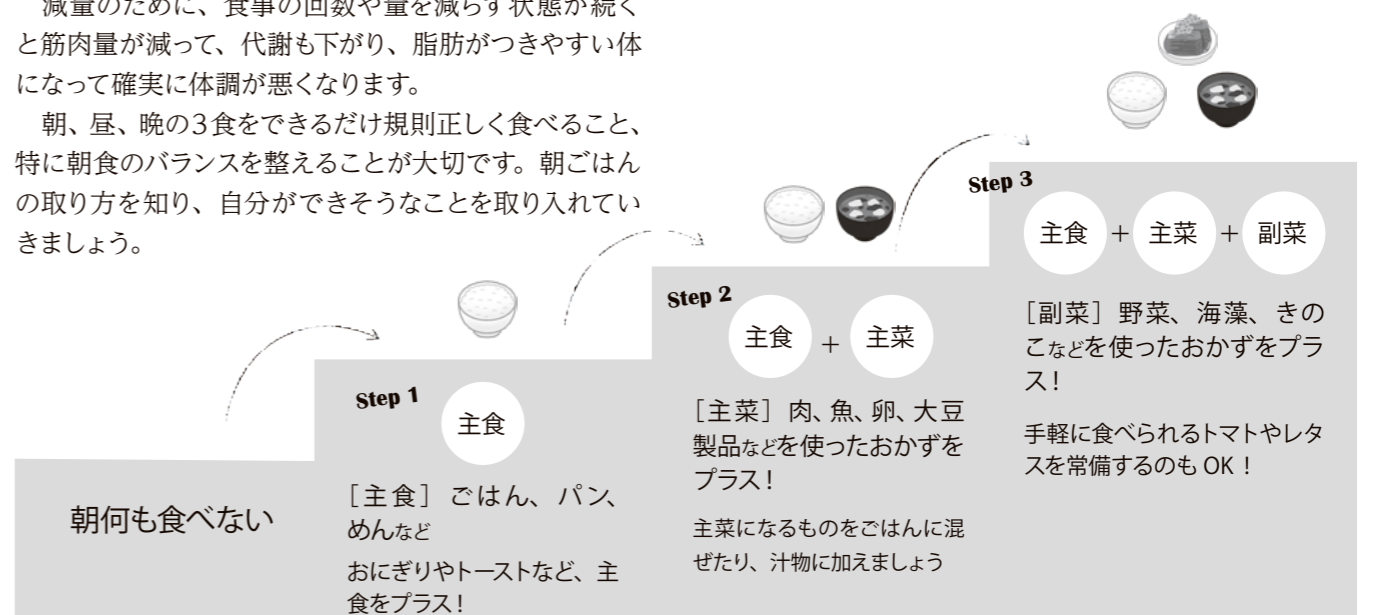 減量のために、食事の回数や量を減らす状態が続く
と筋肉量が減って、代謝も下がり、脂肪がつきやすい体
になって確実に体調が悪くなります。
朝、昼、晩の3食をできるだけ規則正しく食べること、
特に朝食のバランスを整えることが大切です。朝ごはん
の取り方を知り、自分ができそうなことを取り入れてい
きましょう。
朝何も食べない
Step 1
主食
［主食］ごはん、パン、
めんなど
おにぎりやトーストなど、主
食をプラス！
Step 2
主食 + 主菜
［主菜］肉、魚、卵、大豆
製品などを使ったおかずを
プラス！
主菜になるものをごはんに混
ぜたり、汁物に加えましょう
Step 3
主食 + 主菜 + 副菜
［副菜］野菜、海藻、きの
こなどを使ったおかずをプラ
ス！
手軽に食べられるトマトやレタ
スを常備するのも OK！